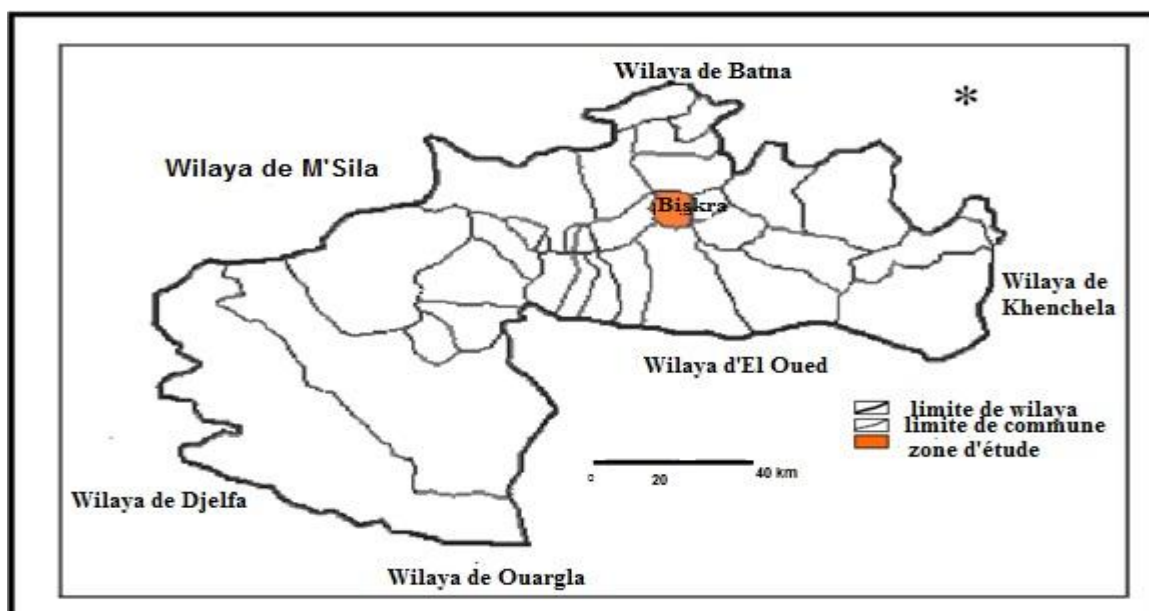 Wilaya de Batna
*
Wilaya de M'Sila
Biskra
Wilaya de
Khenchela
Wilaya d'El Oued
limite de wilaya
limite de commune
zone d'étude
c
20
40 km
Wilaya de Djelfa
Wilaya de Ouargla